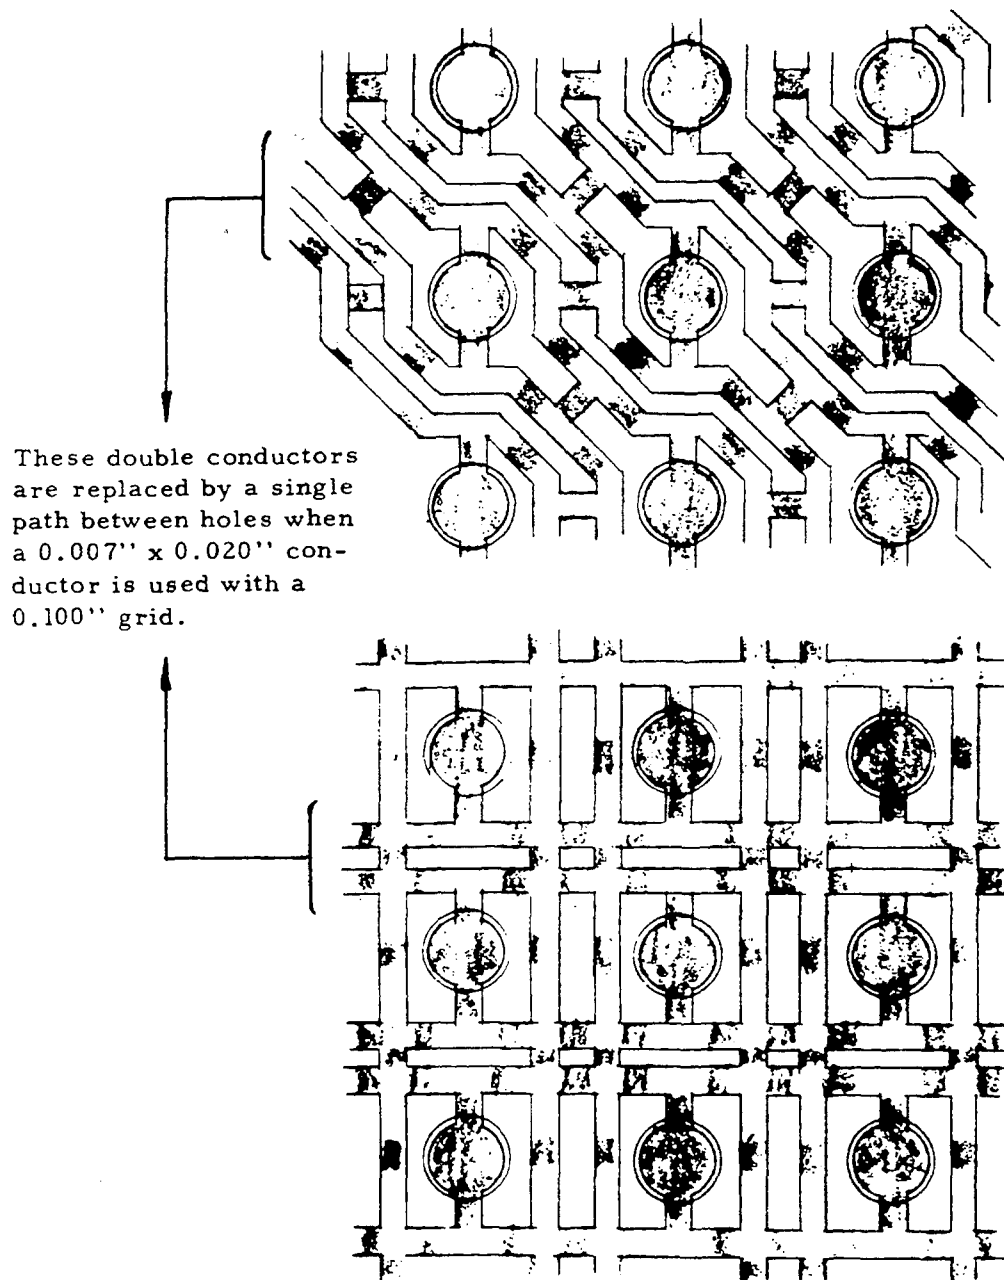 These double conductors
are replaced by a single
path between holes when
a 0.007'' x 0.020'' con-
ductor is used with a
0.100'' grid.